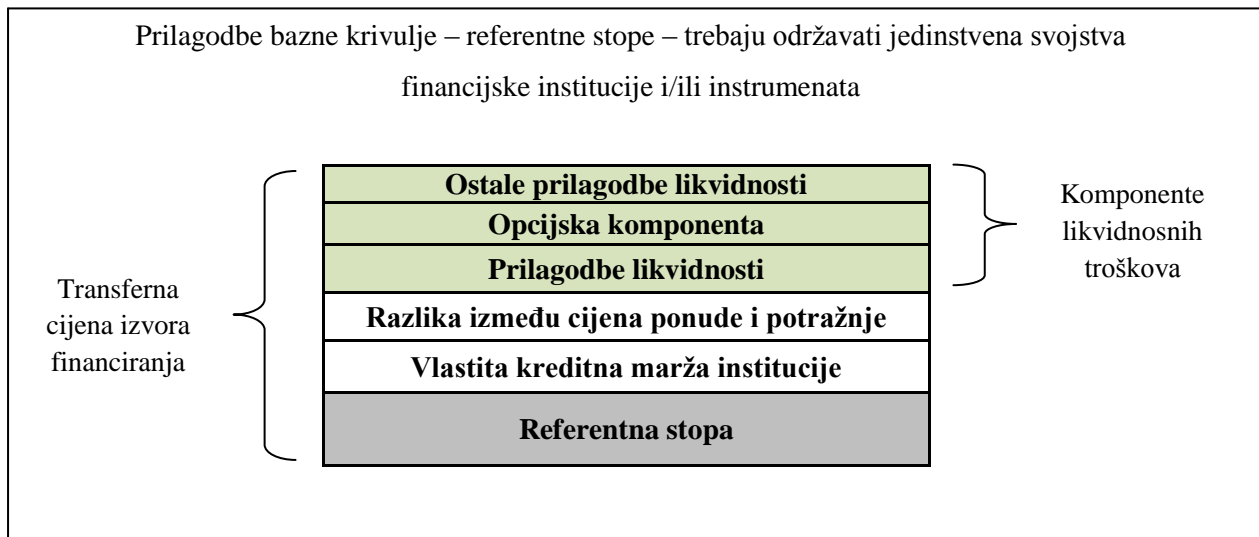 Prilagodbe bazne krivulje – referentne stope – trebaju održavati jedinstvena svojstva
financijske institucije i/ili instrumenata
Transferna
cijena izvora
financiranja
Ostale prilagodbe likvidnosti
Opcijska komponenta
Prilagodbe likvidnosti
Razlika između cijena ponude i potražnje
Vlastita kreditna marža institucije
Referentna stopa
Komponente
likvidnosnih
troškova